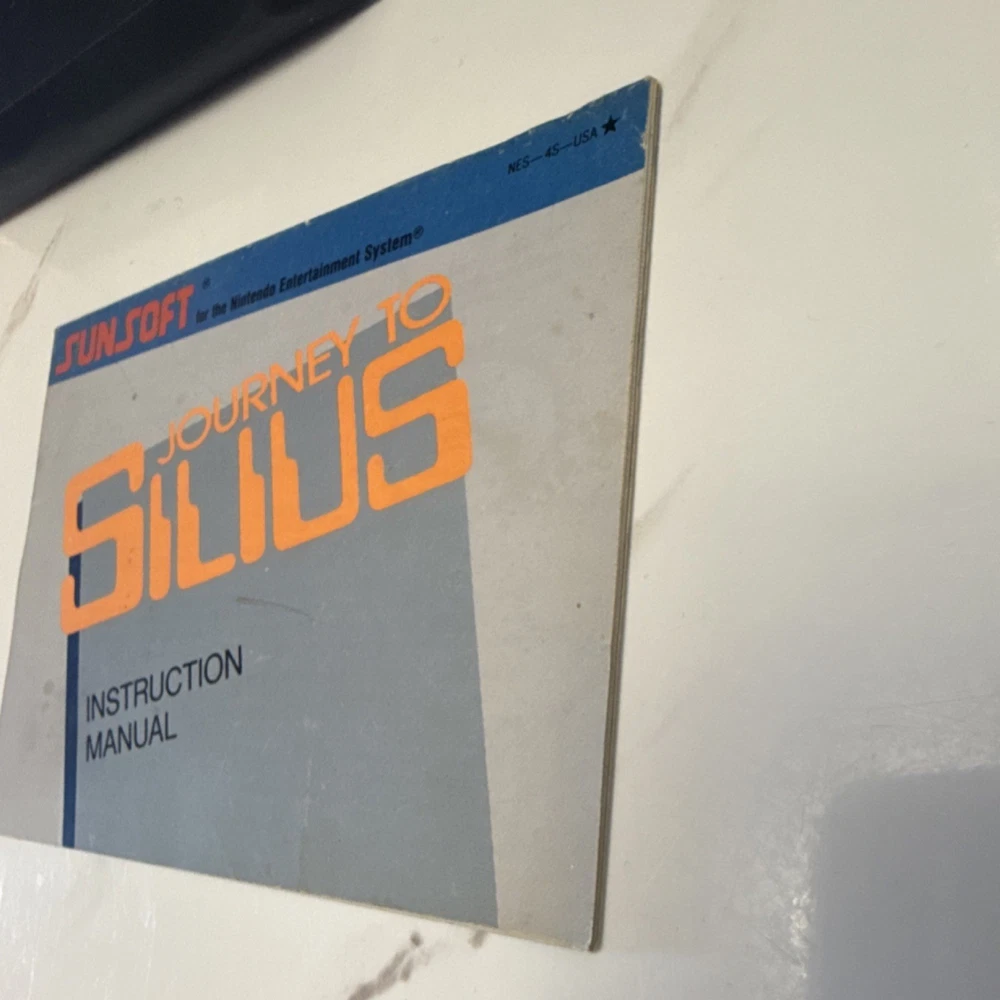 NES—4S—USA ★
SUNSOFT® for the Nintendo Entertainment System®
JOURNEY TO
SILIUS
INSTRUCTION
MANUAL